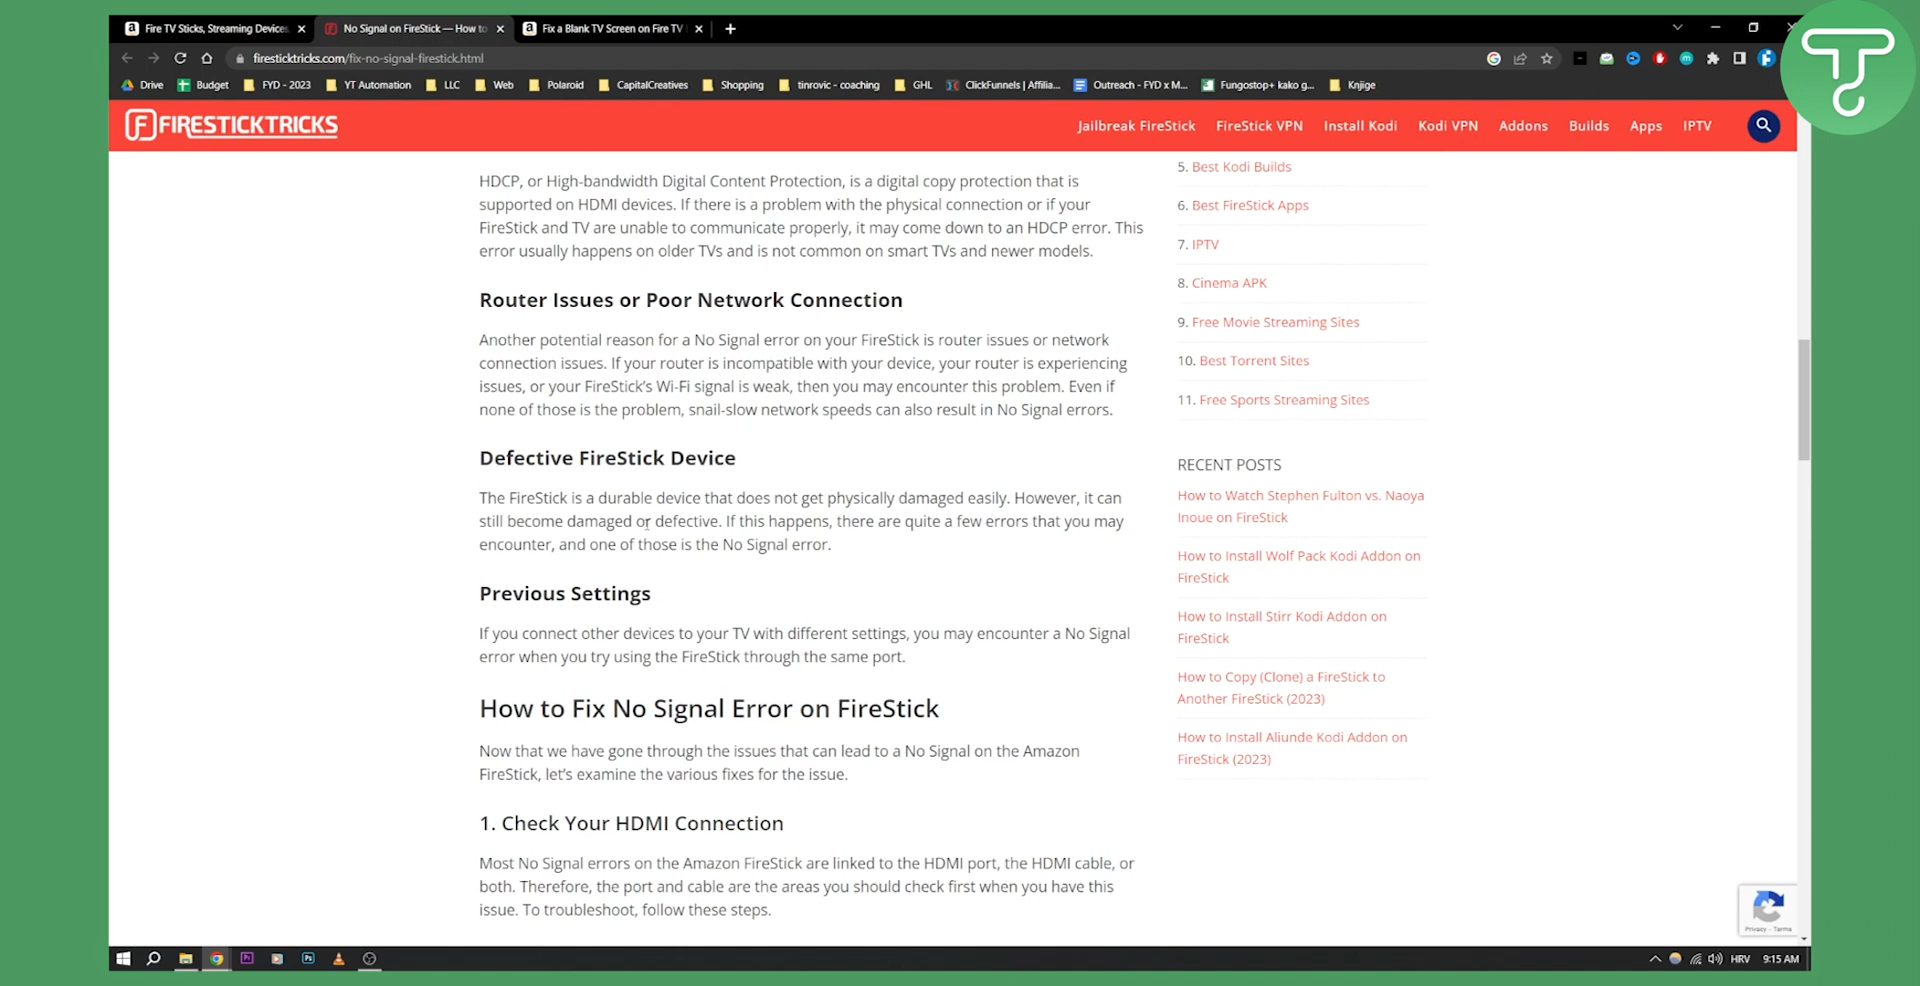 Fire TV Sticks, Streaming Devices
No Signal on FireStick — How to
Fix a Blank TV Screen on Fire TV
firesticktricks.com/fix-no-signal-firestick.html
Drive
Budget
FYD - 2023
YT Automation
LLC
Web
Polaroid
CapitalCreatives
Shopping
tinrovic - coaching
GHL
ClickFunnels | Affilia...
Outreach - FYD x M...
Fungostop+ kako g...
Knjige
FIRESTICKTRICKS
Jailbreak FireStick
FireStick VPN
Install Kodi
Kodi VPN
Addons
Builds
Apps
IPTV
HDCP, or High-bandwidth Digital Content Protection, is a digital copy protection that is
supported on HDMI devices. If there is a problem with the physical connection or if your
FireStick and TV are unable to communicate properly, it may come down to an HDCP error. This
error usually happens on older TVs and is not common on smart TVs and newer models.
Router Issues or Poor Network Connection
Another potential reason for a No Signal error on your FireStick is router issues or network
connection issues. If your router is incompatible with your device, your router is experiencing
issues, or your FireStick's Wi-Fi signal is weak, then you may encounter this problem. Even if
none of those is the problem, snail-slow network speeds can also result in No Signal errors.
Defective FireStick Device
The FireStick is a durable device that does not get physically damaged easily. However, it can
still become damaged or defective. If this happens, there are quite a few errors that you may
encounter, and one of those is the No Signal error.
Previous Settings
If you connect other devices to your TV with different settings, you may encounter a No Signal
error when you try using the FireStick through the same port.
How to Fix No Signal Error on FireStick
Now that we have gone through the issues that can lead to a No Signal on the Amazon
FireStick, let's examine the various fixes for the issue.
1. Check Your HDMI Connection
Most No Signal errors on the Amazon FireStick are linked to the HDMI port, the HDMI cable, or
both. Therefore, the port and cable are the areas you should check first when you have this
issue. To troubleshoot, follow these steps.
5. Best Kodi Builds
6. Best FireStick Apps
7. IPTV
8. Cinema APK
9. Free Movie Streaming Sites
10. Best Torrent Sites
11. Free Sports Streaming Sites
RECENT POSTS
How to Watch Stephen Fulton vs. Naoya
Inoue on FireStick
How to Install Wolf Pack Kodi Addon on
FireStick
How to Install Stirr Kodi Addon on
FireStick
How to Copy (Clone) a FireStick to
Another FireStick (2023)
How to Install Aliunde Kodi Addon on
FireStick (2023)
Privacy - Terms
HRV
9:15 AM